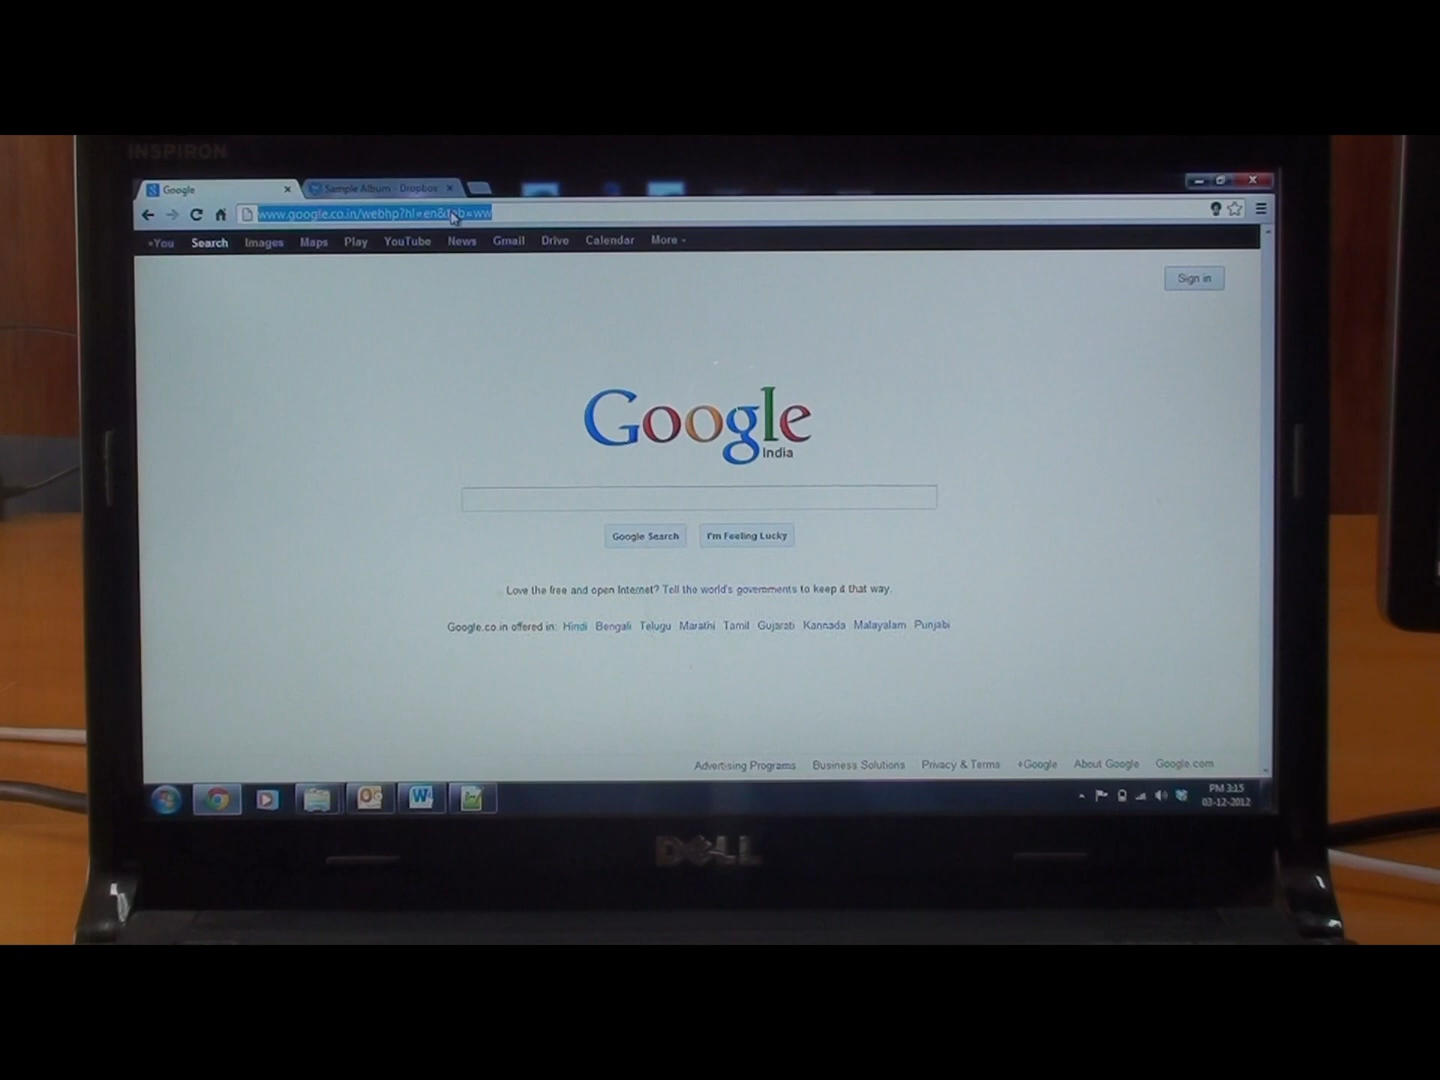 INSPIRON
Google
Sample Album - Dropbox
www.google.co.in/webhp?hl=en&tab=ww
+You Search Images Maps Play YouTube News Gmail Drive Calendar More
Sign in
Google
India
Google Search I'm Feeling Lucky
Love the free and open Internet? Tell the world's governments to keep it that way.
Google.co.in offered in: Hindi Bengali Telugu Marathi Tamil Gujarati Kannada Malayalam Punjabi
Advertising Programs Business Solutions Privacy & Terms +Google About Google Google.com
PM 3:15
03-12-2012
DELL